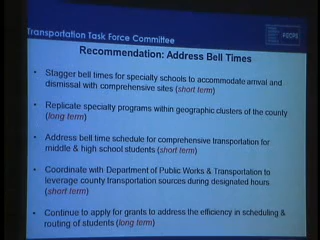 Transportation Task Force Committee
PGCPS
Recommendation: Address Bell Times
• Stagger bell times for specialty schools to accommodate arrival and
dismissal with comprehensive sites (short term)
• Replicate specialty programs within geographic clusters of the county
(long term)
• Address bell time schedule for comprehensive transportation for
middle & high school students (short term)
• Coordinate with Department of Public Works & Transportation to
leverage county transportation sources during designated hours
(short term)
• Continue to apply for grants to address the efficiency in scheduling &
routing of students (long term)